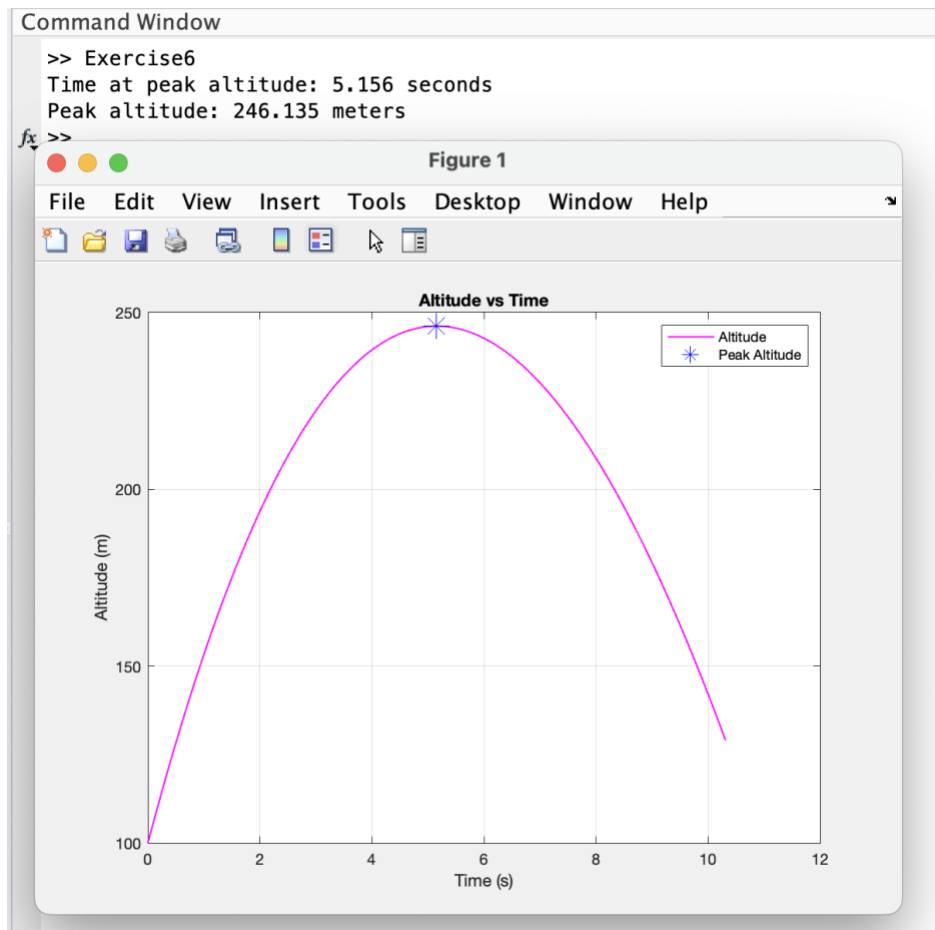 Command Window
>> Exercise6
Time at peak altitude: 5.156 seconds
Peak altitude: 246.135 meters
fx >>
Figure 1
File Edit View Insert Tools Desktop Window Help
Altitude vs Time
250
200
150
100
Altitude (m)
Altitude
Peak Altitude
0 2 4 6 8 10 12
Time (s)